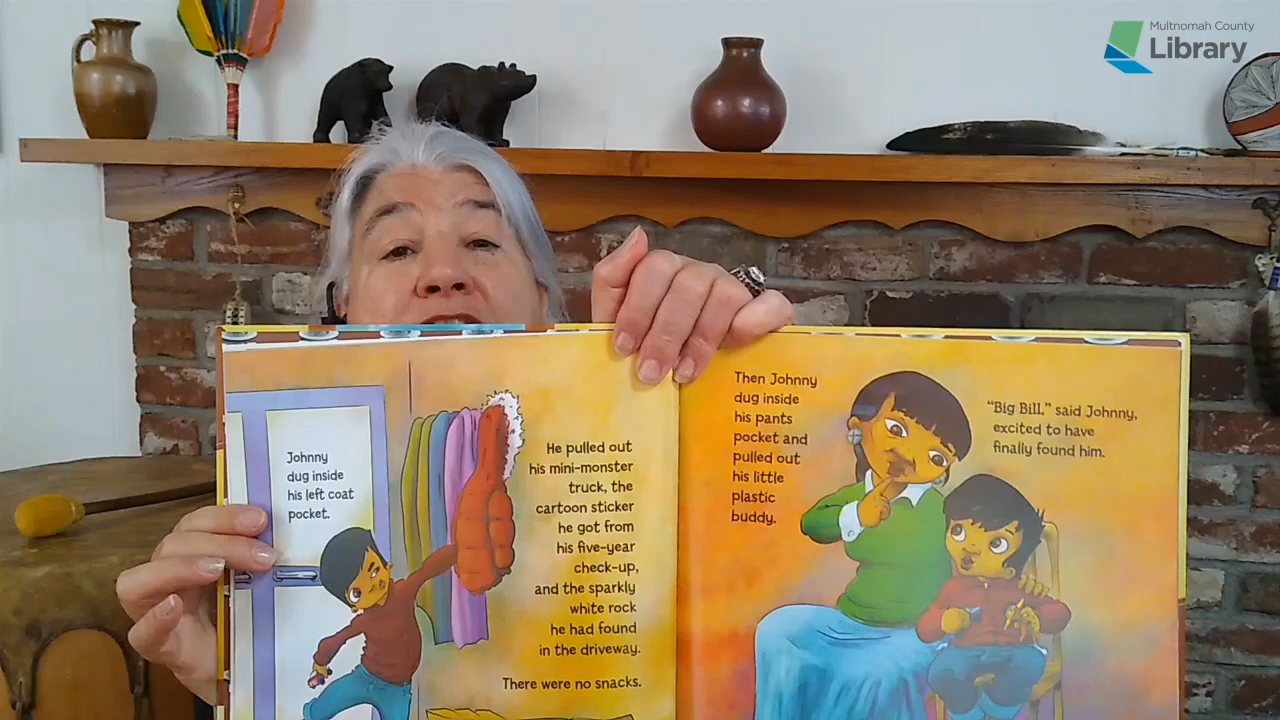 Multnomah County
Library
Johnny
dug inside
his left coat
pocket.
He pulled out
his mini-monster
truck, the
cartoon sticker
he got from
his five-year
check-up,
and the sparkly
white rock
he had found
in the driveway.
There were no snacks.
Then Johnny
dug inside
his pants
pocket and
pulled out
his little
plastic
buddy.
“Big Bill,” said Johnny,
excited to have
finally found him.